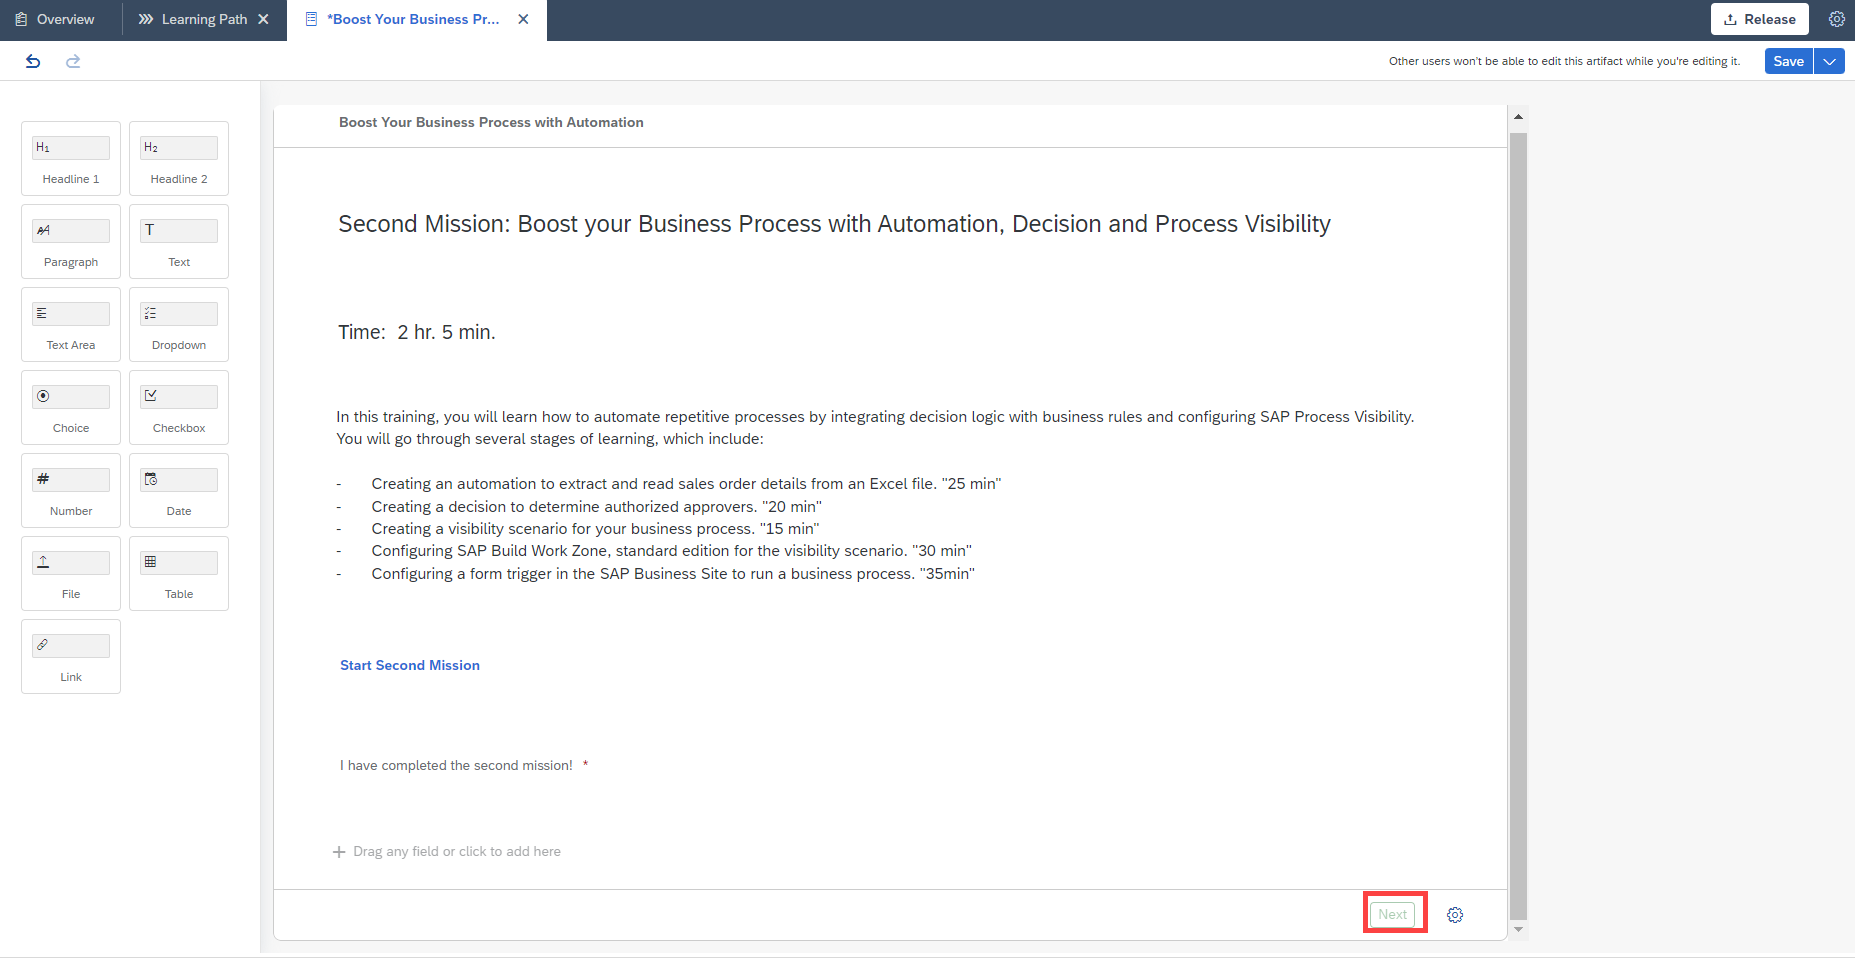 Overview
Learning Path
*Boost Your Business Pr...
Release
Other users won't be able to edit this artifact while you're editing it.
Save
H1
Headline 1
H2
Headline 2
Paragraph
T
Text
Text Area
Dropdown
Choice
Checkbox
#
Number
Date
File
Table
Link
Boost Your Business Process with Automation
Second Mission: Boost your Business Process with Automation, Decision and Process Visibility
Time:  2 hr. 5 min.
In this training, you will learn how to automate repetitive processes by integrating decision logic with business rules and configuring SAP Process Visibility.
You will go through several stages of learning, which include:
- Creating an automation to extract and read sales order details from an Excel file. "25 min"
- Creating a decision to determine authorized approvers. "20 min"
- Creating a visibility scenario for your business process. "15 min"
- Configuring SAP Build Work Zone, standard edition for the visibility scenario. "30 min"
- Configuring a form trigger in the SAP Business Site to run a business process. "35min"
Start Second Mission
I have completed the second mission! *
Drag any field or click to add here
Next